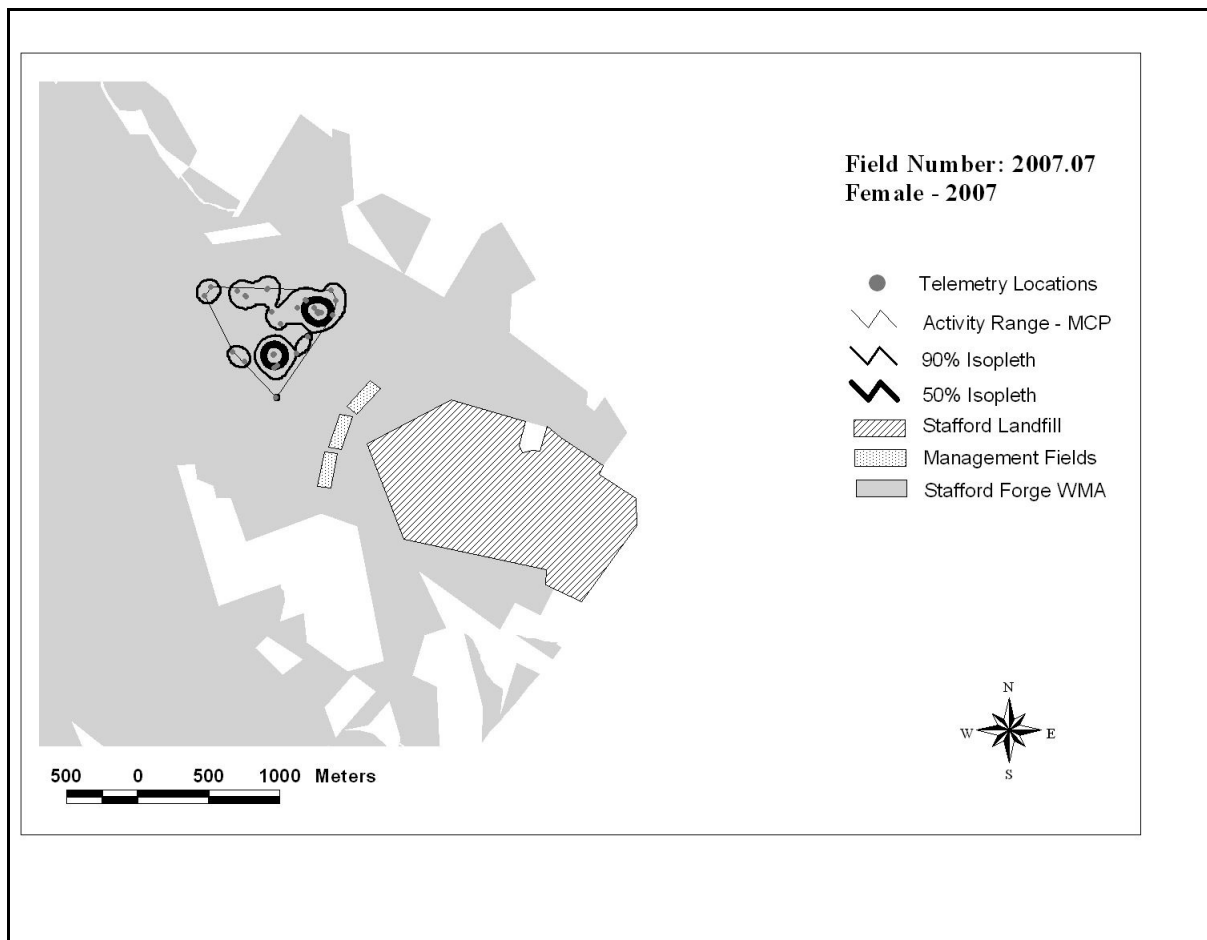 Field Number: 2007.07
Female - 2007
Telemetry Locations
Activity Range - MCP
90% Isopleth
50% Isopleth
Stafford Landfill
Management Fields
Stafford Forge WMA
N
W E
S
500 0 500 1000 Meters